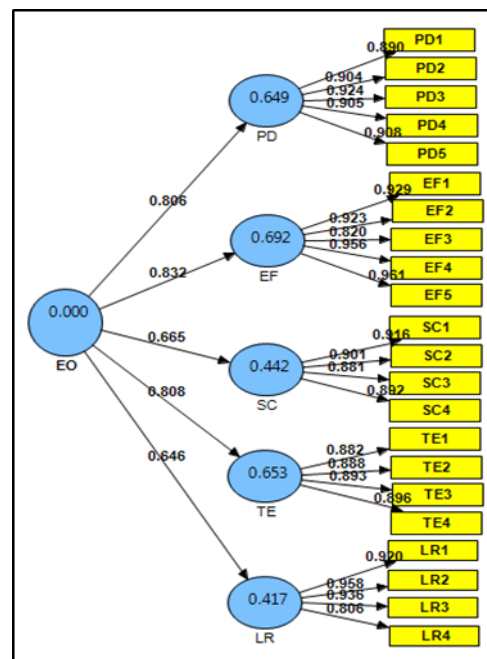 0.890
PD1
0.904
PD2
0.924
PD3
0.905
PD4
0.908
PD5
0.649
PD
0.806
0.929
EF1
0.923
EF2
0.820
EF3
0.956
EF4
0.961
EF5
0.692
EF
0.832
0.000
EO
0.665
0.916
SC1
0.901
SC2
0.881
SC3
0.892
SC4
0.442
SC
0.808
0.882
TE1
0.888
TE2
0.893
TE3
0.896
TE4
0.653
TE
0.646
0.920
LR1
0.958
LR2
0.936
LR3
0.806
LR4
0.417
LR